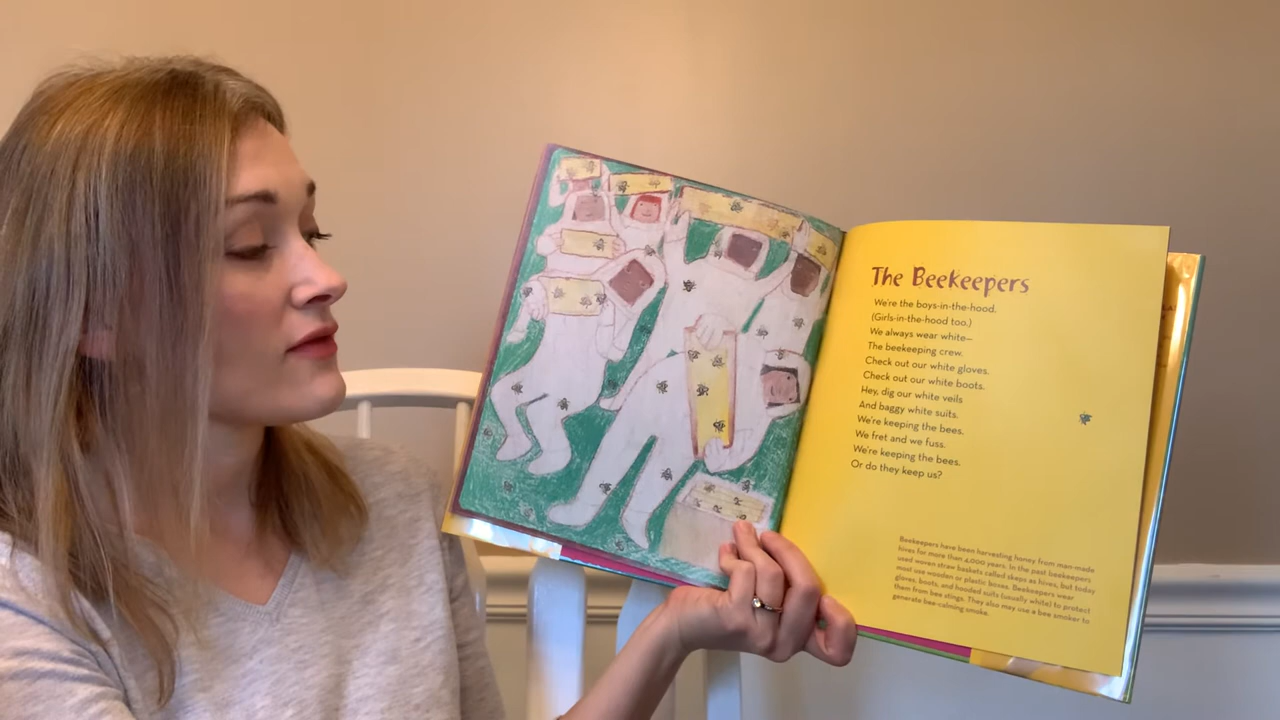 The Beekeepers
We're the boys-in-the-hood.
(Girls-in-the-hood too.)
We always wear white—
The beekeeping crew.
Check out our white gloves.
Check out our white boots.
Hey, dig our white veils
And baggy white suits.
We're keeping the bees.
We fret and we fuss.
We're keeping the bees.
Or do they keep us?
Beekeepers have been harvesting honey from man-made
hives for more than 4,000 years. In the past beekeepers
used woven straw baskets called skeps as hives, but today
most use wooden or plastic boxes. Beekeepers wear
gloves, boots, and hooded suits (usually white) to protect
them from bee stings. They also may use a bee smoker to
generate bee-calming smoke.